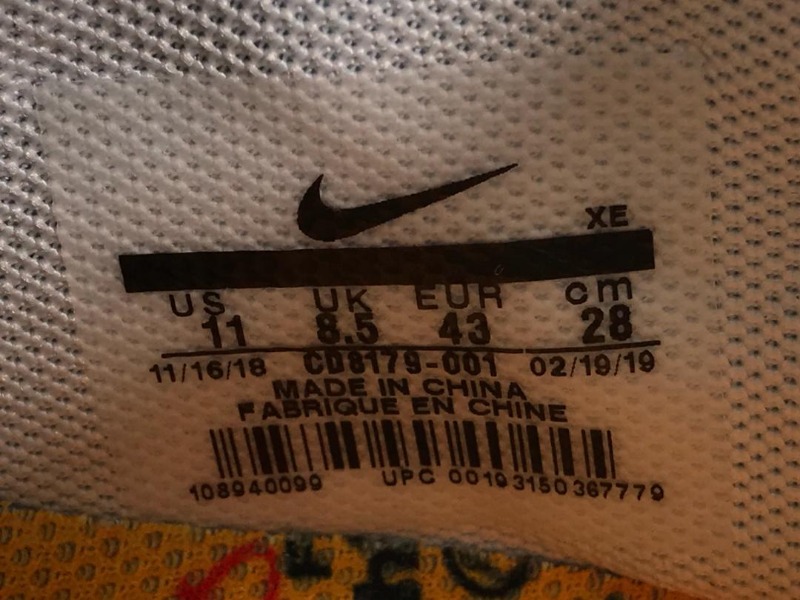 XE
US UK EUR cm
11 8.5 43 28
11/16/18 CD8179-001 02/19/19
MADE IN CHINA
FABRIQUE EN CHINE
108940099 UPC 00193150367779